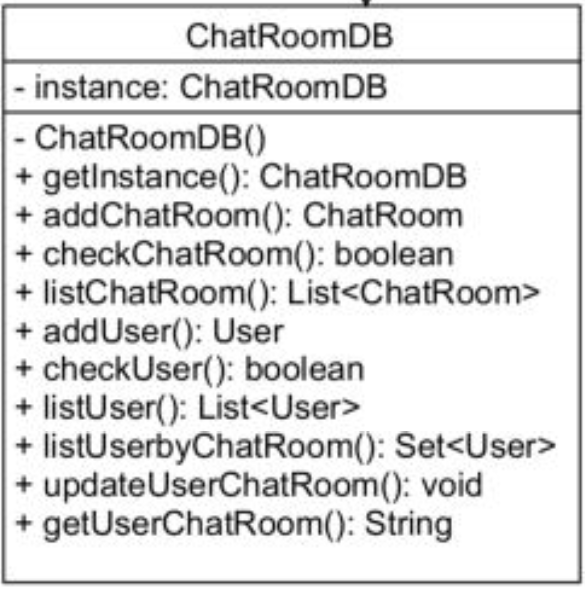 ChatRoomDB
- instance: ChatRoomDB
- ChatRoomDB()
+ getInstance(): ChatRoomDB
+ addChatRoom(): ChatRoom
+ checkChatRoom(): boolean
+ listChatRoom(): List<ChatRoom>
+ addUser(): User
+ checkUser(): boolean
+ listUser(): List<User>
+ listUserbyChatRoom(): Set<User>
+ updateUserChatRoom(): void
+ getUserChatRoom(): String